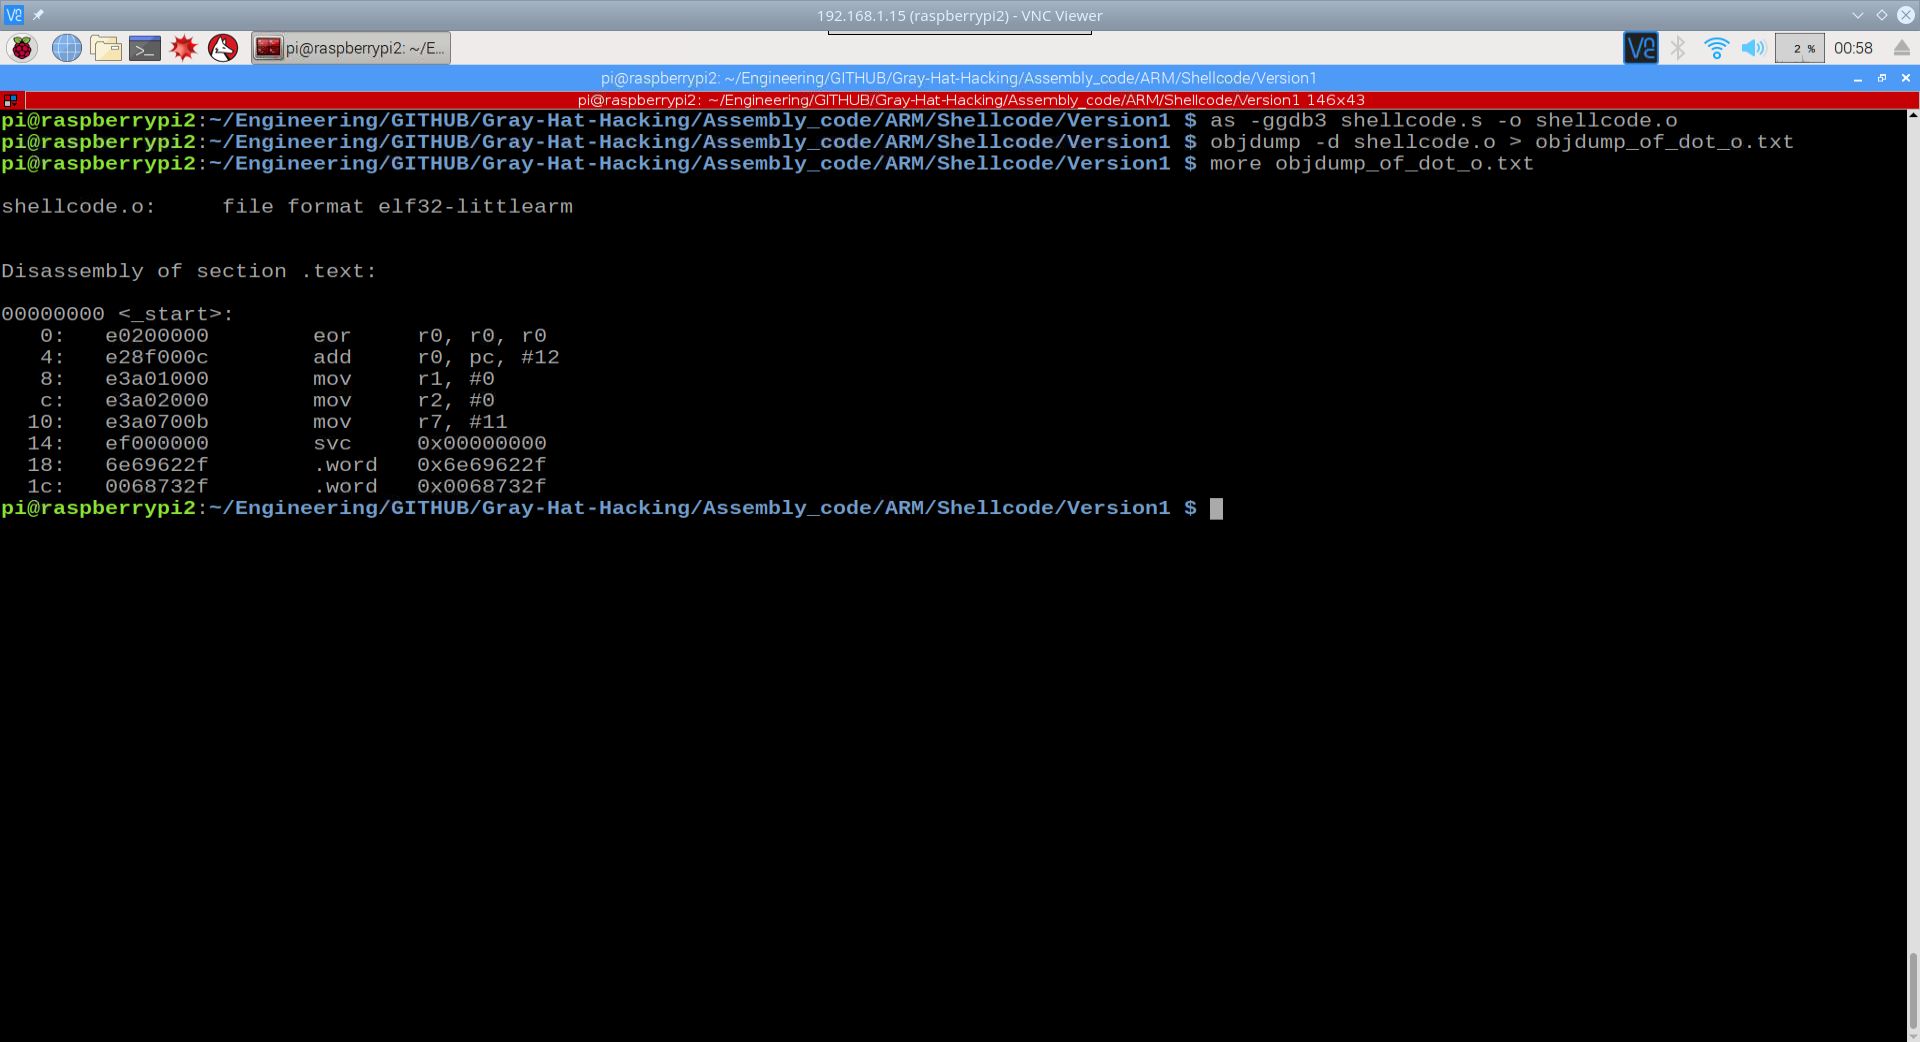 192.168.1.15 (raspberrypi2) - VNC Viewer
pi@raspberrypi2: ~/E...
2 %
00:58
pi@raspberrypi2: ~/Engineering/GITHUB/Gray-Hat-Hacking/Assembly_code/ARM/Shellcode/Version1
pi@raspberrypi2: ~/Engineering/GITHUB/Gray-Hat-Hacking/Assembly_code/ARM/Shellcode/Version1 146x43
pi@raspberrypi2:~/Engineering/GITHUB/Gray-Hat-Hacking/Assembly_code/ARM/Shellcode/Version1 $ as -ggdb3 shellcode.s -o shellcode.o
pi@raspberrypi2:~/Engineering/GITHUB/Gray-Hat-Hacking/Assembly_code/ARM/Shellcode/Version1 $ objdump -d shellcode.o > objdump_of_dot_o.txt
pi@raspberrypi2:~/Engineering/GITHUB/Gray-Hat-Hacking/Assembly_code/ARM/Shellcode/Version1 $ more objdump_of_dot_o.txt
shellcode.o:     file format elf32-littlearm
Disassembly of section .text:
00000000 <_start>:
   0:   e0200000        eor     r0, r0, r0
   4:   e28f000c        add     r0, pc, #12
   8:   e3a01000        mov     r1, #0
   c:   e3a02000        mov     r2, #0
  10:   e3a0700b        mov     r7, #11
  14:   ef000000        svc     0x00000000
  18:   6e69622f        .word   0x6e69622f
  1c:   0068732f        .word   0x0068732f
pi@raspberrypi2:~/Engineering/GITHUB/Gray-Hat-Hacking/Assembly_code/ARM/Shellcode/Version1 $